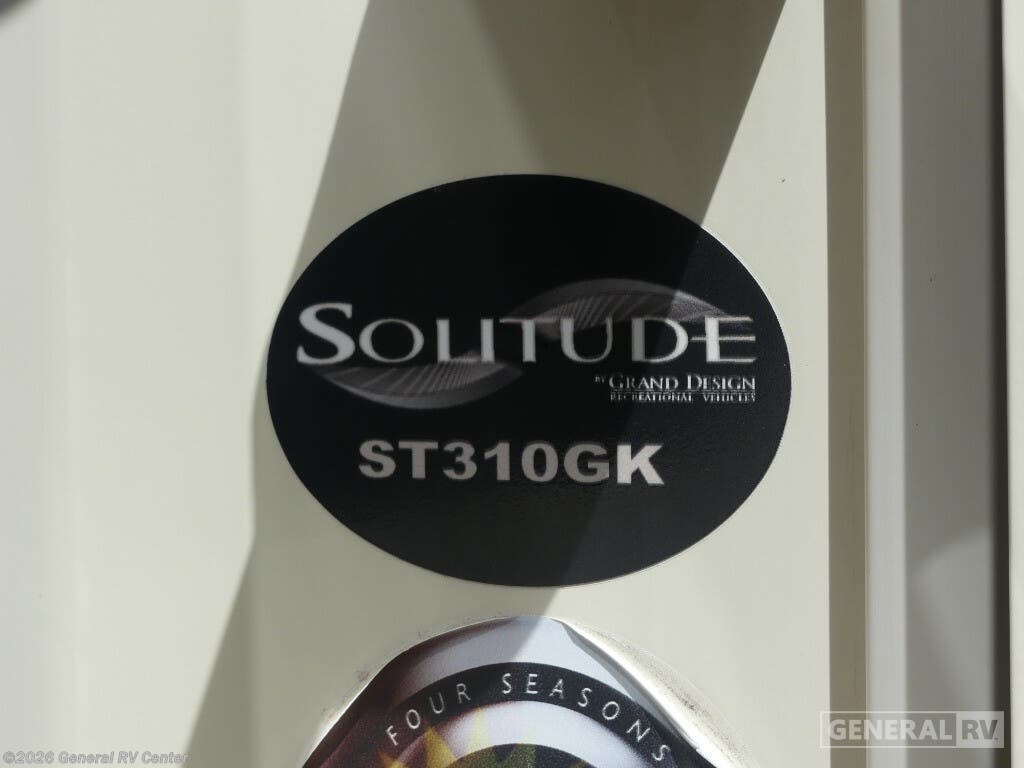 SOLITUDE
BY GRAND DESIGN
RECREATIONAL VEHICLES
ST310GK
FOUR SEASONS
GENERAL RV
©2026 General RV Center